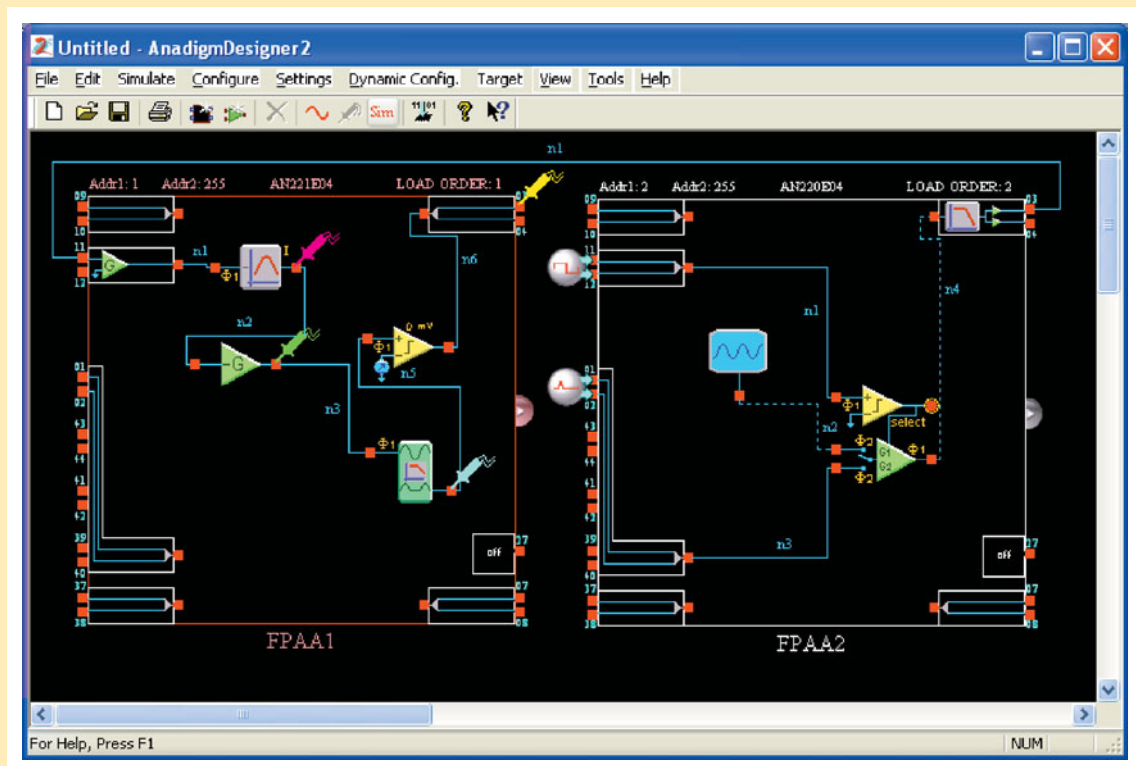 Untitled - AnadigmDesigner2
File Edit Simulate Configure Settings Dynamic Config. Target View Tools Help
Sim
n1
Addr1: 1 Addr2: 255 AN221E04 LOAD ORDER: 1
09
10
11
12
G
n1
Φ1
I
03
04
n6
n2
-G
0 mV
Φ1
n5
n3
Φ1
01
02
43
44
41
42
39
40
37
38
off
17
07
08
FPAA1
Addr1: 2 Addr2: 255 AN220E04 LOAD ORDER: 2
09
10
11
12
03
04
n4
n1
n2
Φ1
select
Φ2
G1
G2
Φ2
Φ1
n3
01
02
43
44
41
42
39
40
37
38
off
17
07
08
FPAA2
For Help, Press F1
NUM